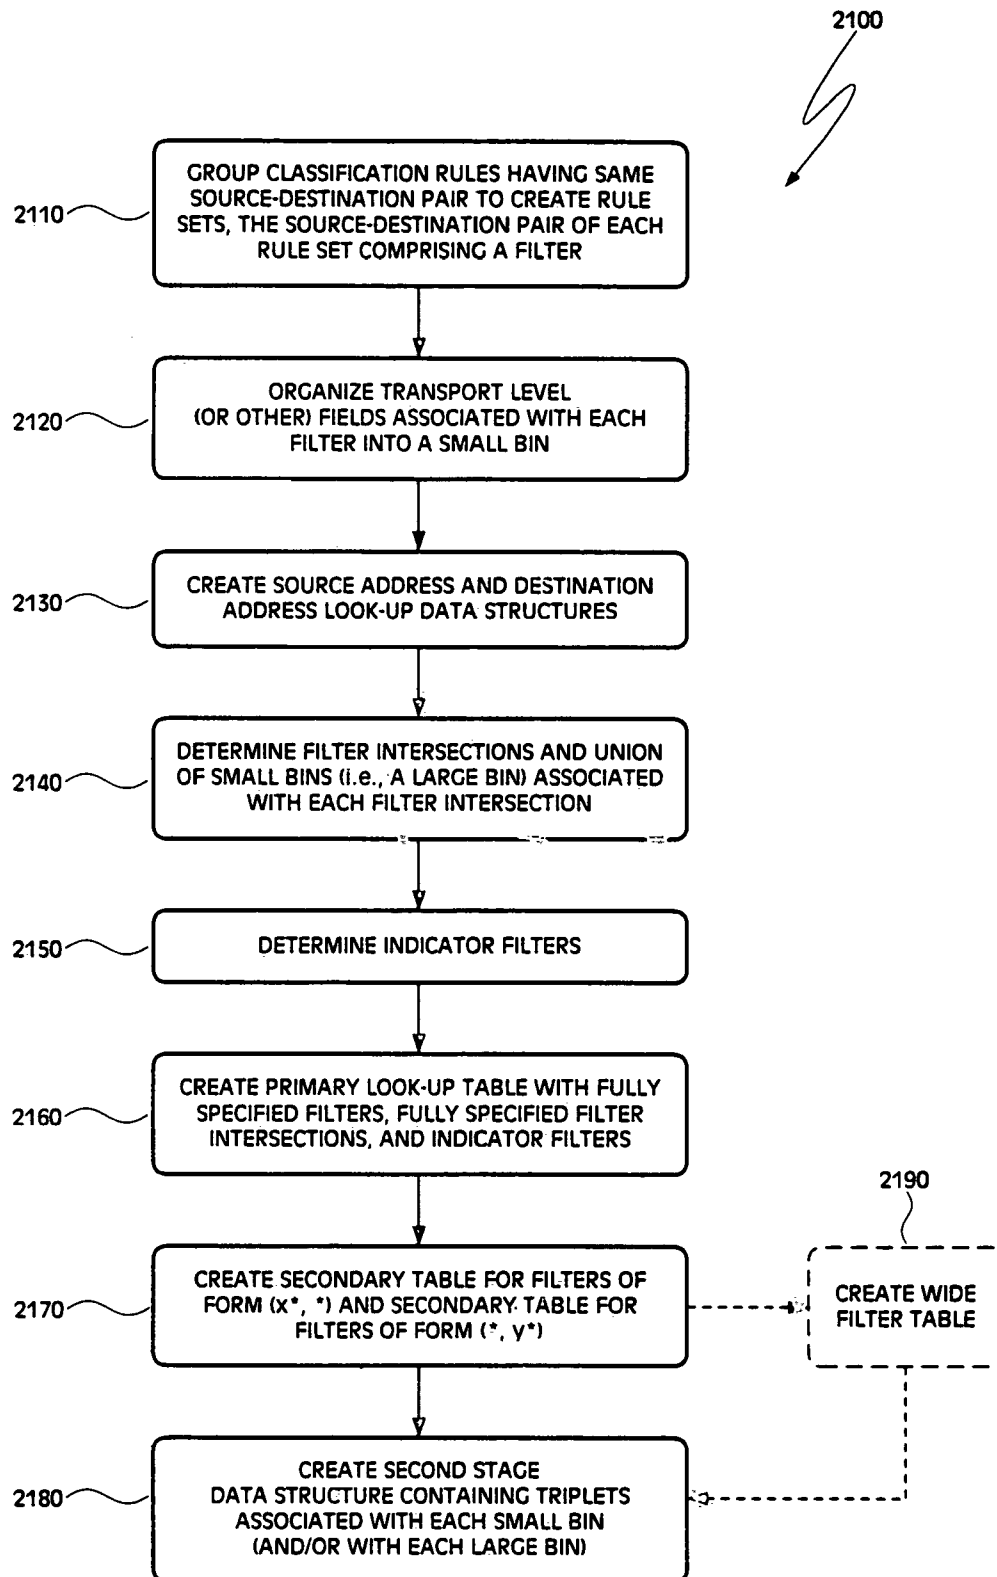 2100
2110
GROUP CLASSIFICATION RULES HAVING SAME
SOURCE-DESTINATION PAIR TO CREATE RULE
SETS, THE SOURCE-DESTINATION PAIR OF EACH
RULE SET COMPRISING A FILTER
2120
ORGANIZE TRANSPORT LEVEL
(OR OTHER) FIELDS ASSOCIATED WITH EACH
FILTER INTO A SMALL BIN
2130
CREATE SOURCE ADDRESS AND DESTINATION
ADDRESS LOOK-UP DATA STRUCTURES
2140
DETERMINE FILTER INTERSECTIONS AND UNION
OF SMALL BINS (i.e., A LARGE BIN) ASSOCIATED
WITH EACH FILTER INTERSECTION
2150
DETERMINE INDICATOR FILTERS
2160
CREATE PRIMARY LOOK-UP TABLE WITH FULLY
SPECIFIED FILTERS, FULLY SPECIFIED FILTER
INTERSECTIONS, AND INDICATOR FILTERS
2170
CREATE SECONDARY TABLE FOR FILTERS OF
FORM (x*, *) AND SECONDARY TABLE FOR
FILTERS OF FORM (*, y*)
2190
CREATE WIDE
FILTER TABLE
2180
CREATE SECOND STAGE
DATA STRUCTURE CONTAINING TRIPLETS
ASSOCIATED WITH EACH SMALL BIN
(AND/OR WITH EACH LARGE BIN)